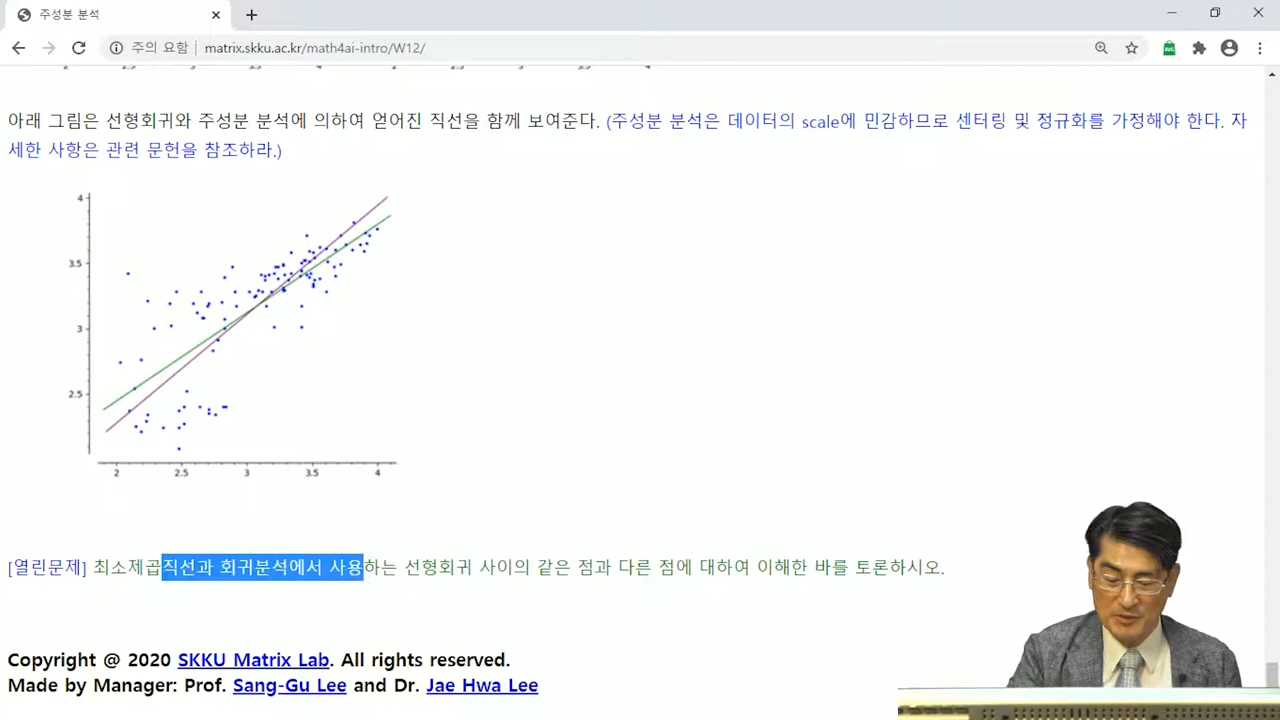 주성분 분석
주의 요함
matrix.skku.ac.kr/math4ai-intro/W12/
아래 그림은 선형회귀와 주성분 분석에 의하여 얻어진 직선을 함께 보여준다. (주성분 분석은 데이터의 scale에 민감하므로 센터링 및 정규화를 가정해야 한다. 자
세한 사항은 관련 문헌을 참조하라.)
4
3.5
3
2.5
2 2.5 3 3.5 4
[열린문제] 최소제곱직선과 회귀분석에서 사용하는 선형회귀 사이의 같은 점과 다른 점에 대하여 이해한 바를 토론하시오.
Copyright @ 2020 SKKU Matrix Lab. All rights reserved.
Made by Manager: Prof. Sang-Gu Lee and Dr. Jae Hwa Lee